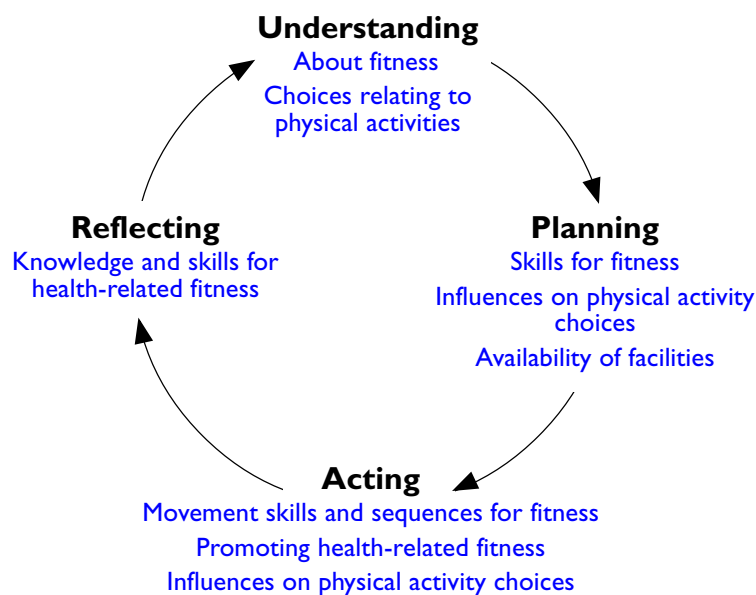 Understanding
About fitness
Choices relating to
physical activities
Planning
Skills for fitness
Influences on physical activity
choices
Availability of facilities
Acting
Movement skills and sequences for fitness
Promoting health-related fitness
Influences on physical activity choices
Reflecting
Knowledge and skills for
health-related fitness